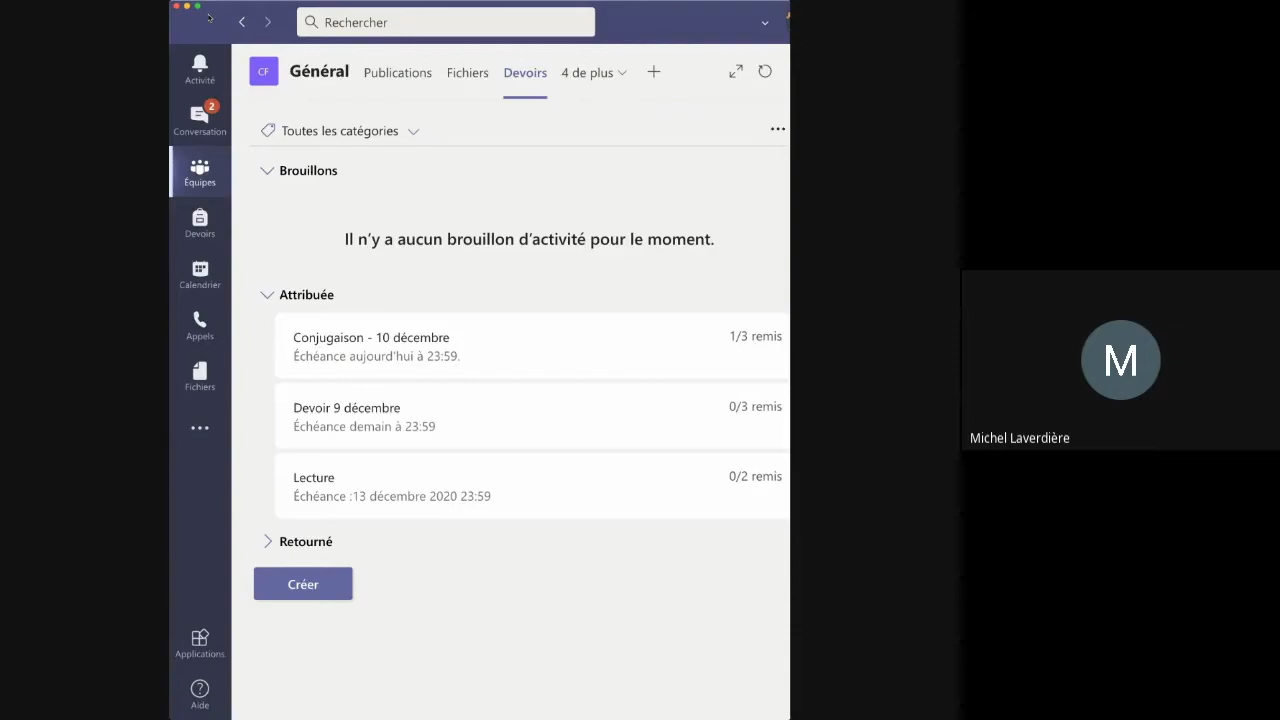 Rechercher
Activité
2
Conversation
Équipes
Devoirs
Calendrier
Appels
Fichiers
Applications
Aide
CF
Général
Publications
Fichiers
Devoirs
4 de plus
Toutes les catégories
Brouillons
Il n’y a aucun brouillon d’activité pour le moment.
Attribuée
Conjugaison - 10 décembre
1/3 remis
Échéance aujourd'hui à 23:59.
Devoir 9 décembre
0/3 remis
Échéance demain à 23:59
Lecture
0/2 remis
Échéance :13 décembre 2020 23:59
Retourné
Créer
M
Michel Laverdière